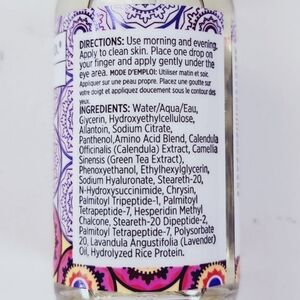 DIRECTIONS: Use morning and evening.
Apply to clean skin. Place one drop on
your finger and apply gently under the
eye area. MODE D'EMPLOI: Utiliser matin et soir.
Appliquer sur une peau propre. Placez une goutte sur
votre doigt et appliquez doucement sous le contour des
yeux.
INGREDIENTS: Water/Aqua/Eau,
Glycerin, Hydroxyethylcellulose,
Allantoin, Sodium Citrate,
Panthenol, Amino Acid Blend, Calendula
Officinalis (Calendula) Extract, Camellia
Sinensis (Green Tea Extract),
Phenoxyethanol, Ethylhexylglycerin,
Sodium Hyaluronate, Steareth-20,
N-Hydroxysuccinimide, Chrysin,
Palmitoyl Tripeptide-1, Palmitoyl
Tetrapeptide-7, Hesperidin Methyl
Chalcone, Steareth-20 Dipeptide-2,
Palmitoyl Tetrapeptide-7, Polysorbate
20, Lavandula Angustifolia (Lavender)
Oil, Hydrolyzed Rice Protein.